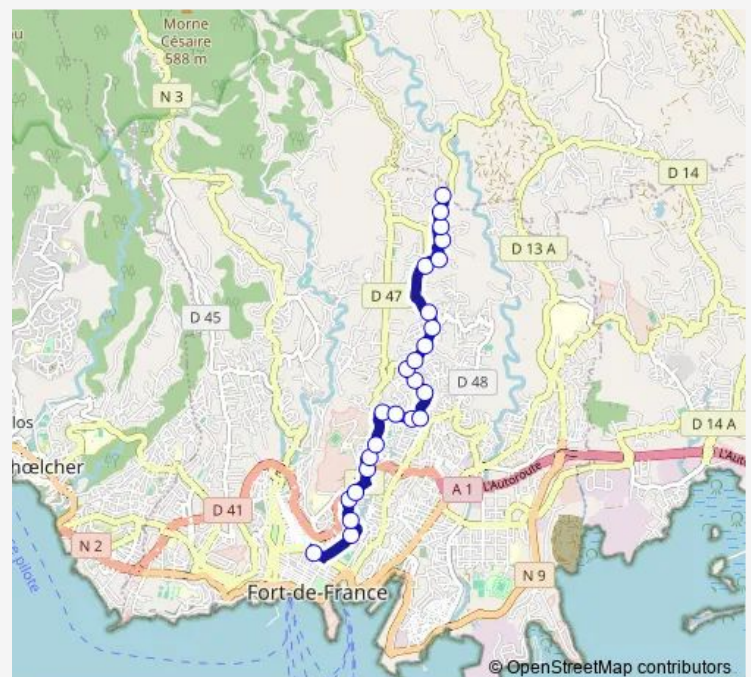 Morne
Césaire
588 m
N 3
D 14
D 13 A
D 47
D 45
D 48
los
hœlcher
D 14 A
A 1
L'Autoroute
L'Auto
D 41
N 2
N 9
e pilote
Fort-de-France
© OpenStreetMap contributors